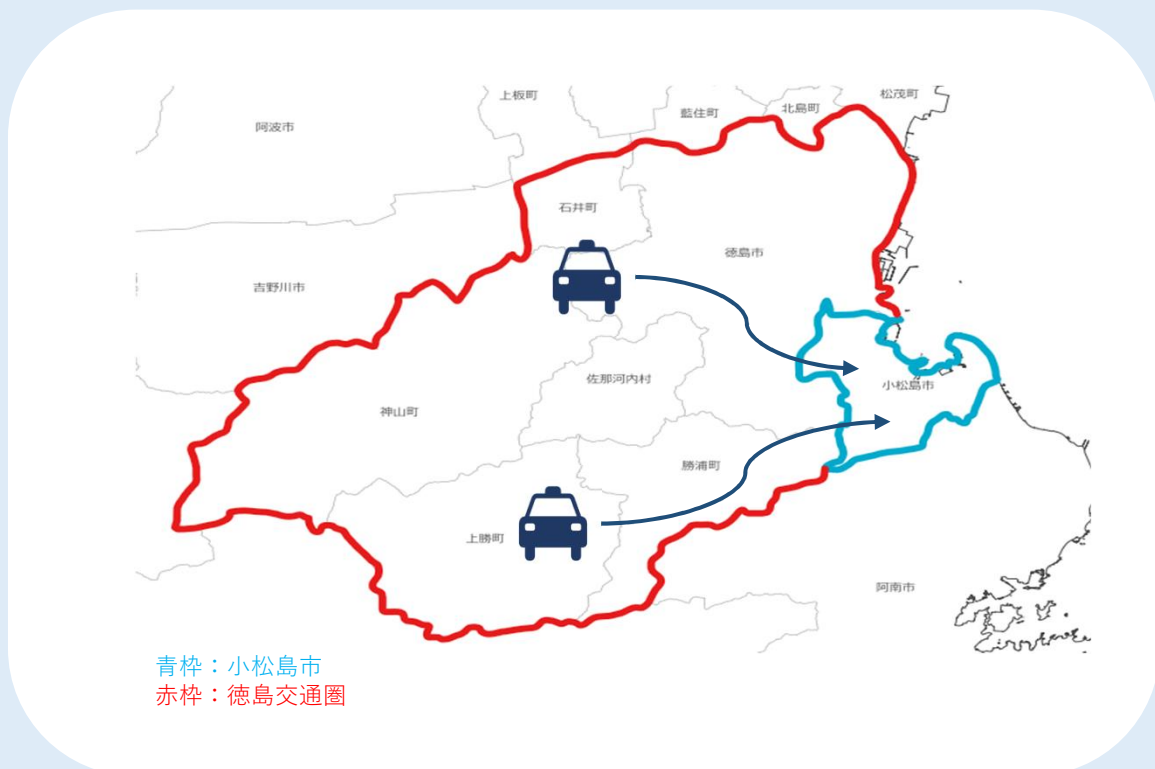 上板町
松茂町
藍住町
北島町
阿波市
石井町
徳島市
吉野川市
佐那河内村
小松島市
神山町
勝浦町
上勝町
阿南市
青枠：小松島市
赤枠：徳島交通圏